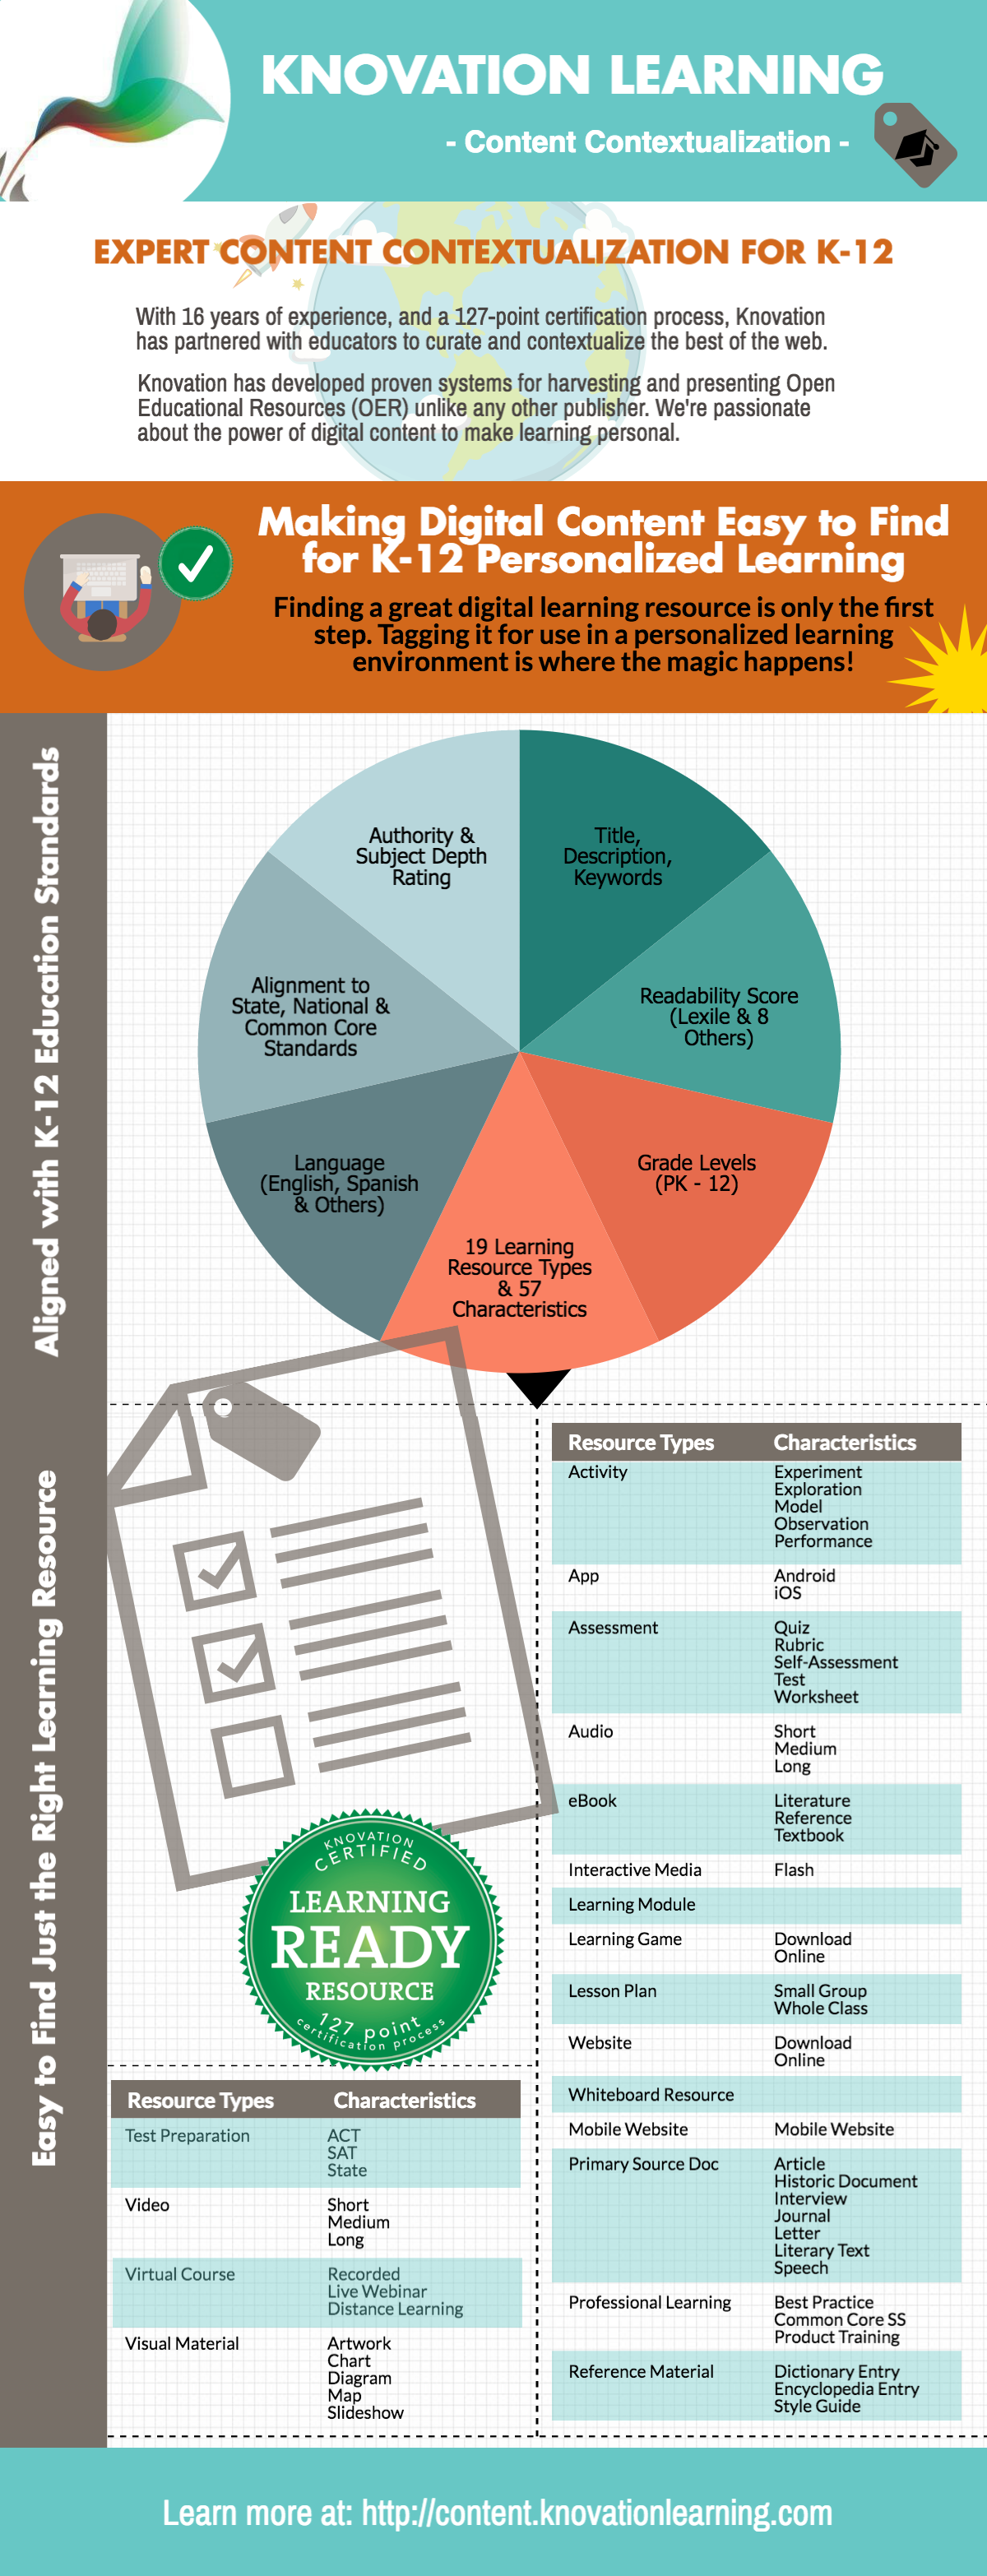 KNOVATION LEARNING
- Content Contextualization -
EXPERT CONTENT CONTEXTUALIZATION FOR K-12
With 16 years of experience, and a 127-point certification process, Knovation
has partnered with educators to curate and contextualize the best of the web.
Knovation has developed proven systems for harvesting and presenting Open
Educational Resources (OER) unlike any other publisher. We're passionate
about the power of digital content to make learning personal.
Making Digital Content Easy to Find
for K-12 Personalized Learning
Finding a great digital learning resource is only the first
step. Tagging it for use in a personalized learning
environment is where the magic happens!
Aligned with K-12 Education Standards
Authority &
Subject Depth
Rating
Title,
Description,
Keywords
Alignment to
State, National &
Common Core
Standards
Readability Score
(Lexile & 8
Others)
Language
(English, Spanish
& Others)
Grade Levels
(PK - 12)
19 Learning
Resource Types
& 57
Characteristics
Easy to Find Just the Right Learning Resource
KNOVATION
CERTIFIED
LEARNING
READY
RESOURCE
127 point
certification process
Resource Types Characteristics
Activity Experiment
Exploration
Model
Observation
Performance
App Android
iOS
Assessment Quiz
Rubric
Self-Assessment
Test
Worksheet
Audio Short
Medium
Long
eBook Literature
Reference
Textbook
Interactive Media Flash
Learning Module
Learning Game Download
Online
Lesson Plan Small Group
Whole Class
Website Download
Online
Whiteboard Resource
Mobile Website Mobile Website
Primary Source Doc Article
Historic Document
Interview
Journal
Letter
Literary Text
Speech
Professional Learning Best Practice
Common Core SS
Product Training
Reference Material Dictionary Entry
Encyclopedia Entry
Style Guide
Resource Types Characteristics
Test Preparation ACT
SAT
State
Video Short
Medium
Long
Virtual Course Recorded
Live Webinar
Distance Learning
Visual Material Artwork
Chart
Diagram
Map
Slideshow
Learn more at: http://content.knovationlearning.com